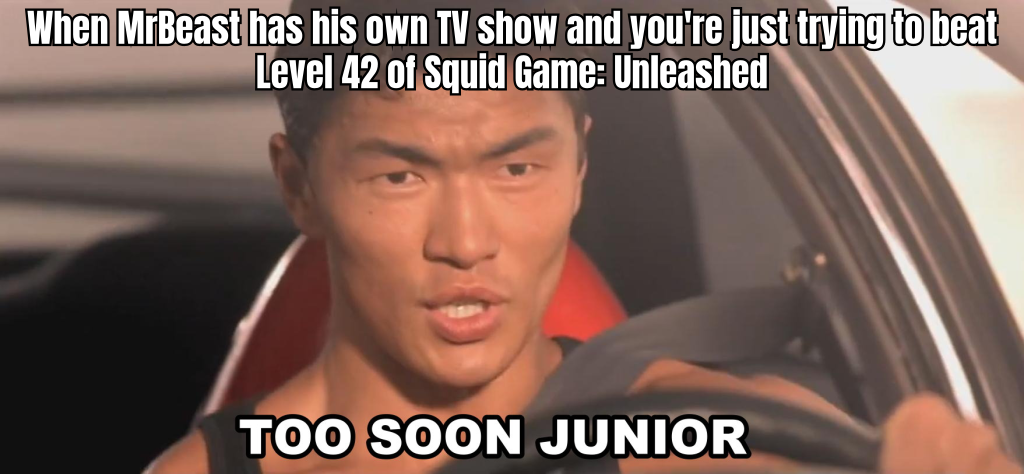 When MrBeast has his own TV show and you're just trying to beat
Level 42 of Squid Game: Unleashed
TOO SOON JUNIOR